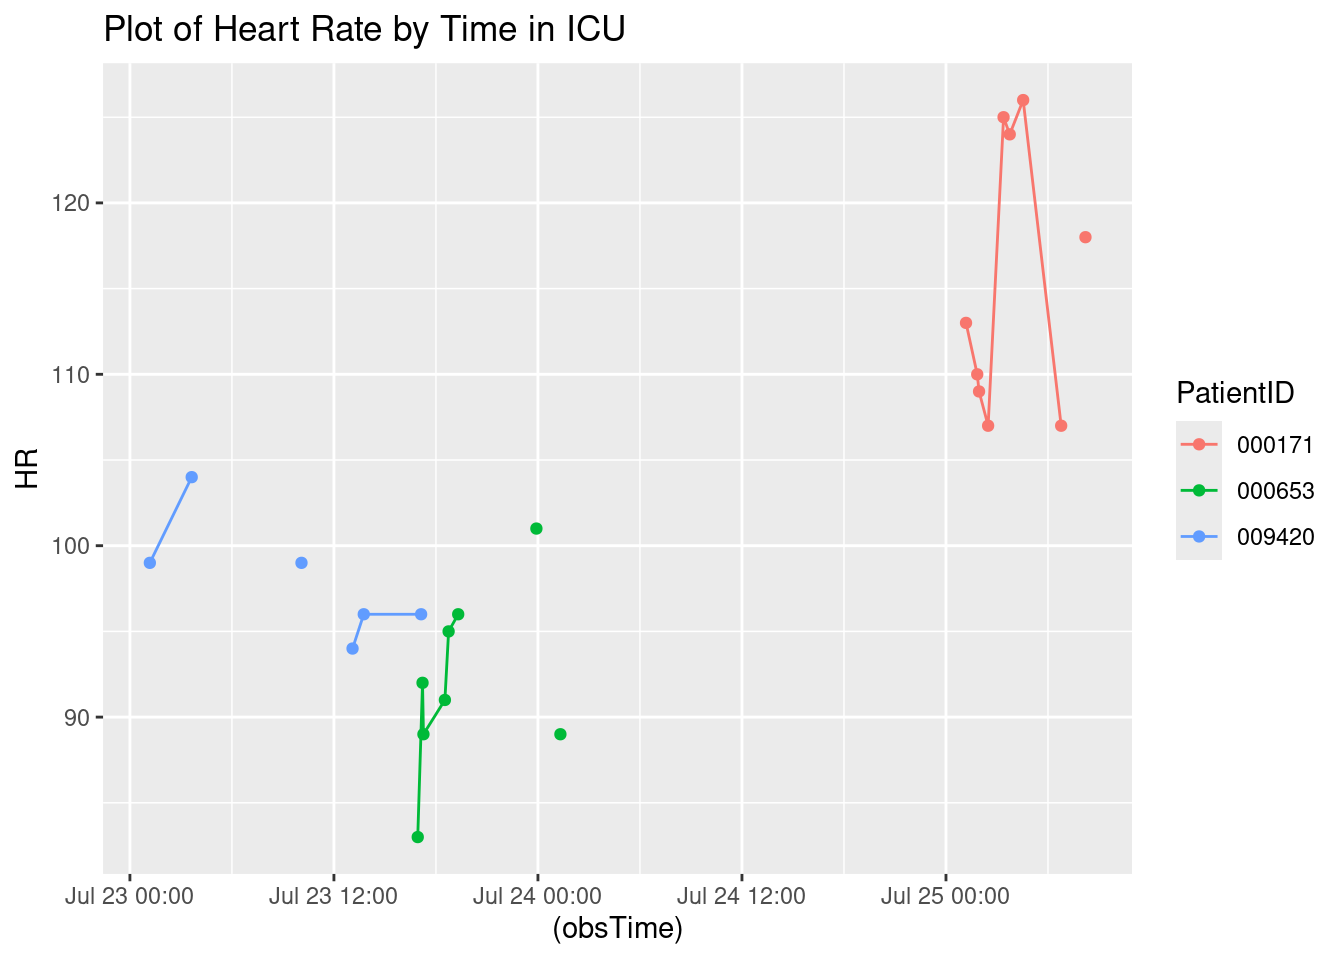 Plot of Heart Rate by Time in ICU
HR
120
110
100
90
Jul 23 00:00
Jul 23 12:00
Jul 24 00:00
Jul 24 12:00
Jul 25 00:00
(obsTime)
PatientID
000171
000653
009420